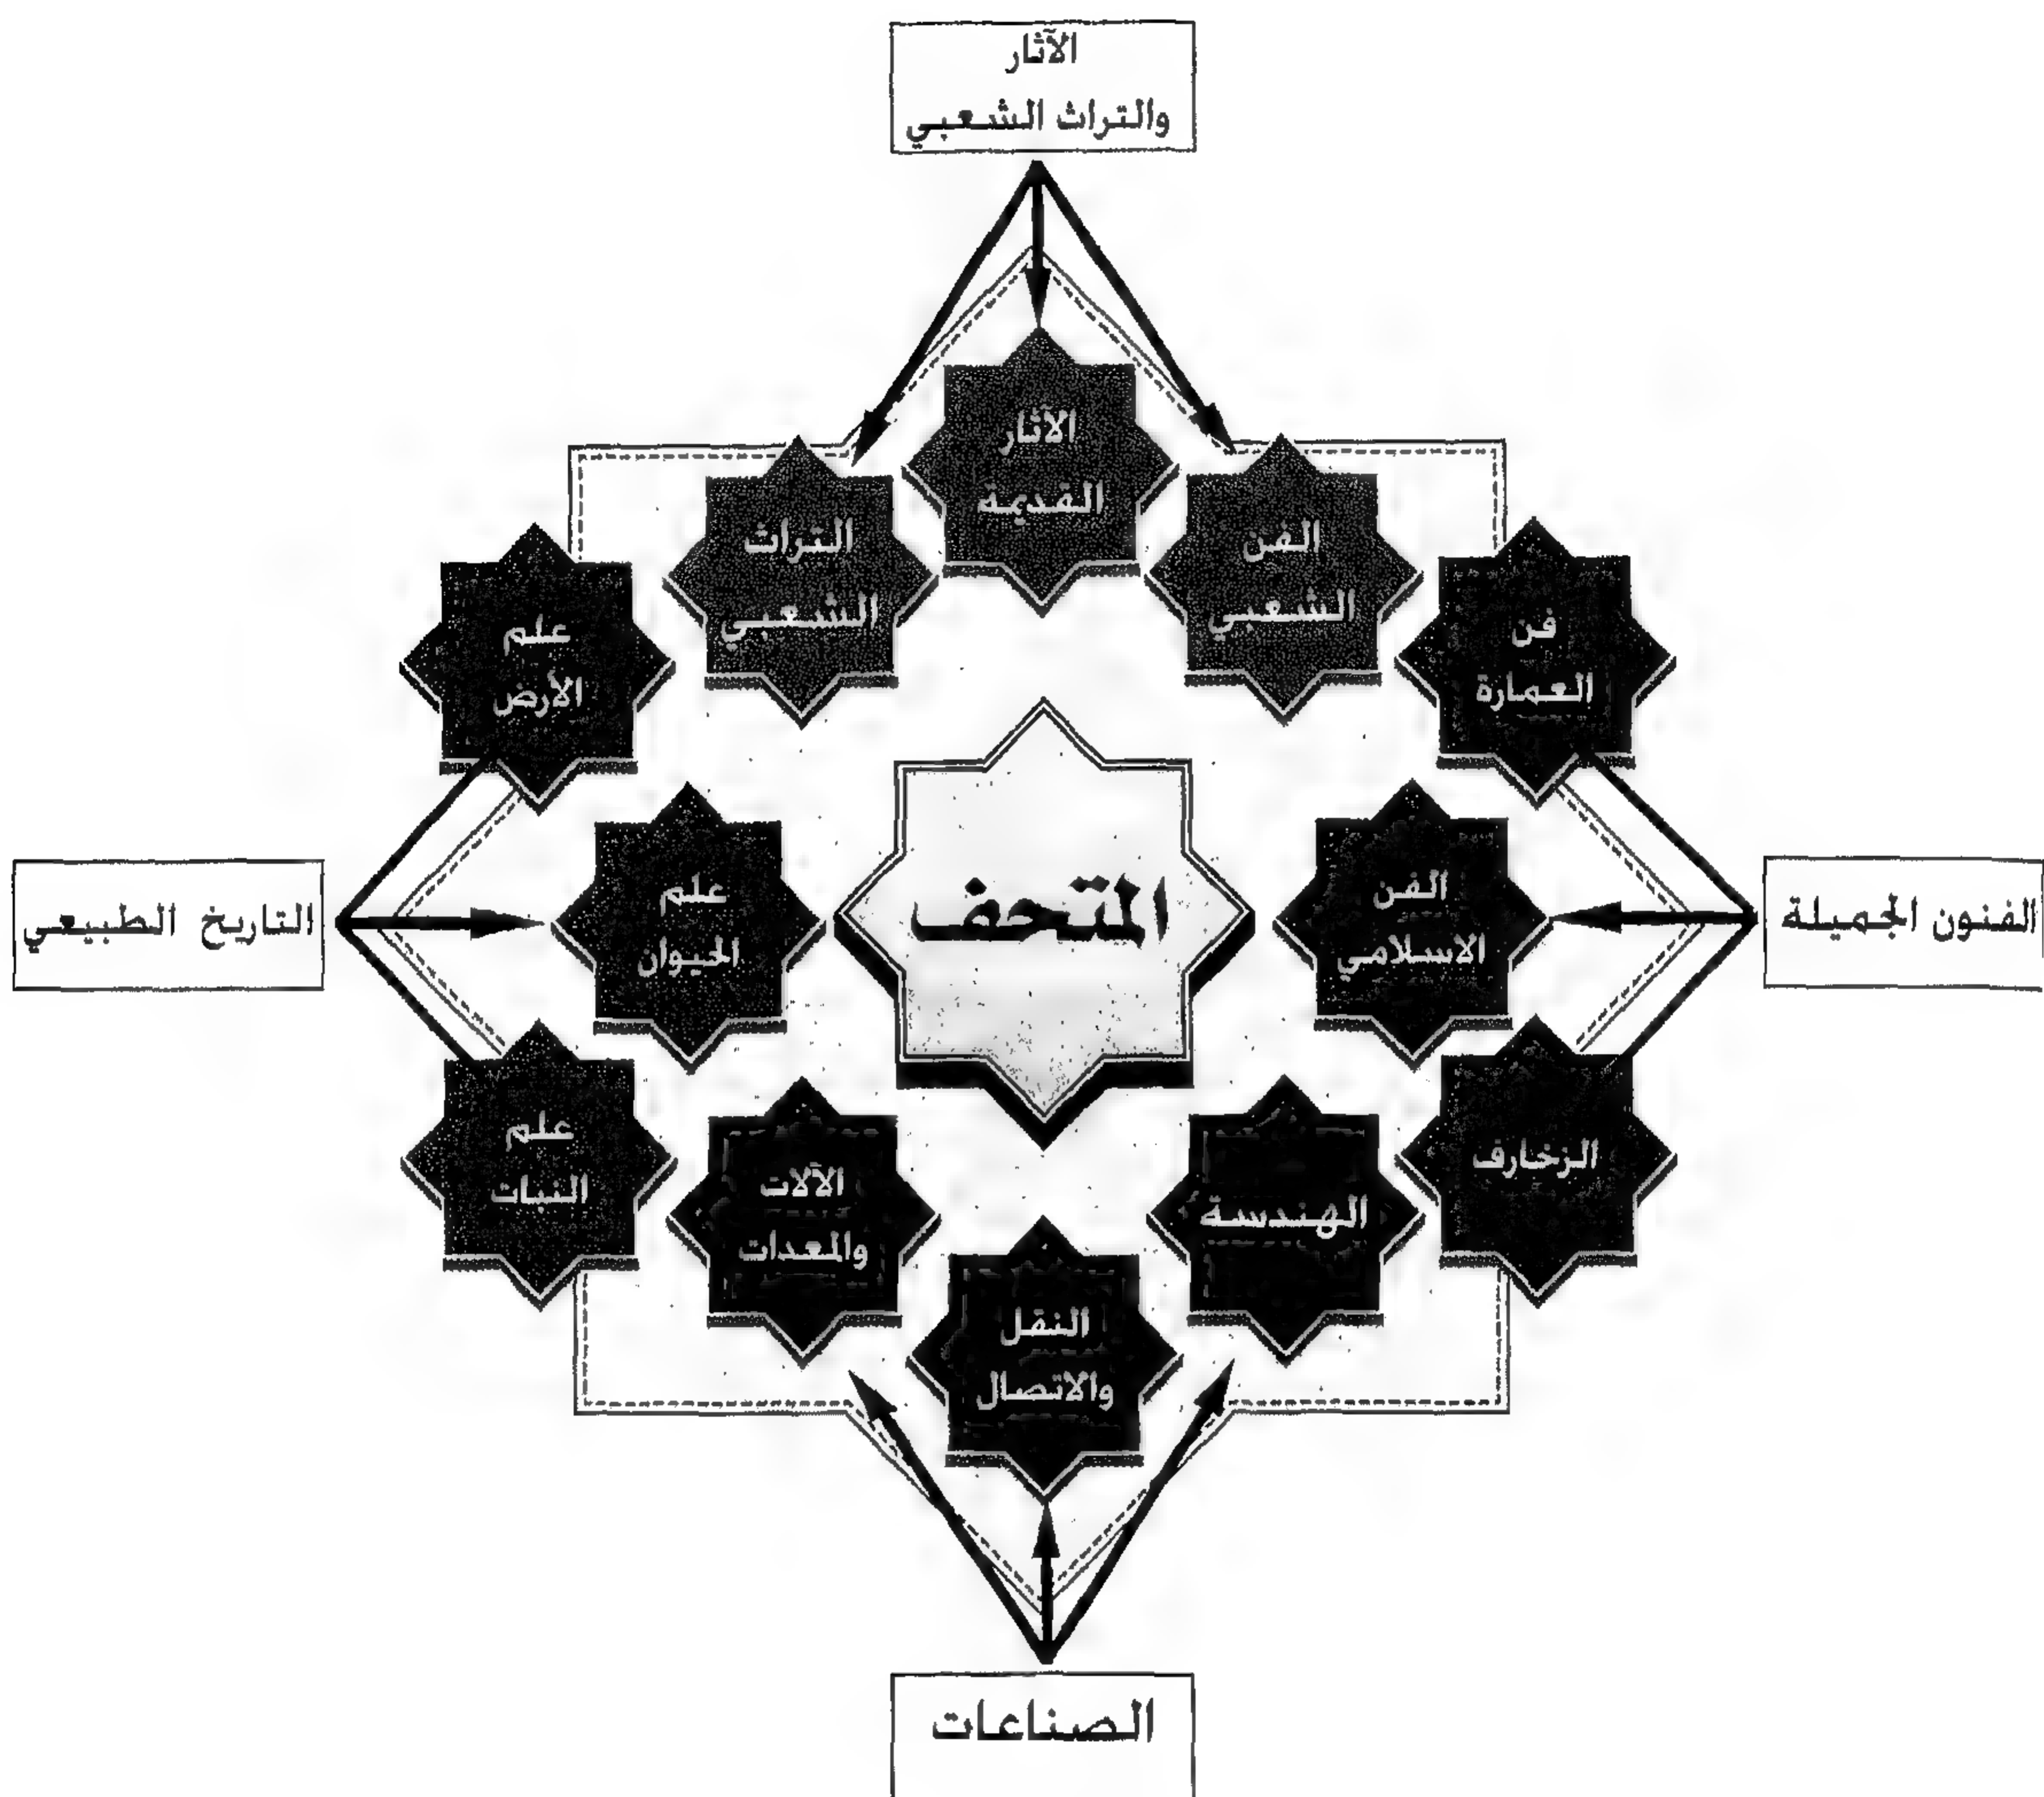 الآثار
والتراث الشعبي
الآثار
القديمة
الفن
الشعبي
التراث
الشعبي
فن
العمارة
علم
الأرض
الفن
الاسلامي
المتحف
علم
الحيوان
الفنون الجميلة
التاريخ الطبيعي
الزخارف
علم
النبات
الهندسة
الآلات
والمعدات
النقل
والاتصال
الصناعات